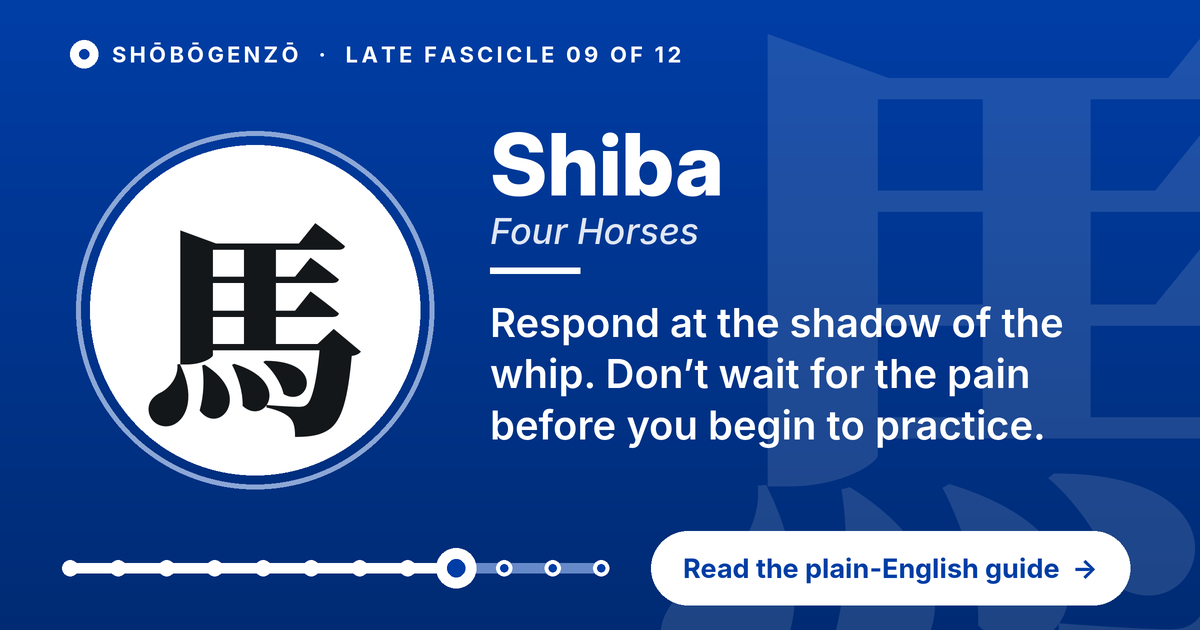 SHŌBŌGENZŌ · LATE FASCICLE 09 OF 12
馬
Shiba
Four Horses
Respond at the shadow of the
whip. Don’t wait for the pain
before you begin to practice.
Read the plain-English guide →